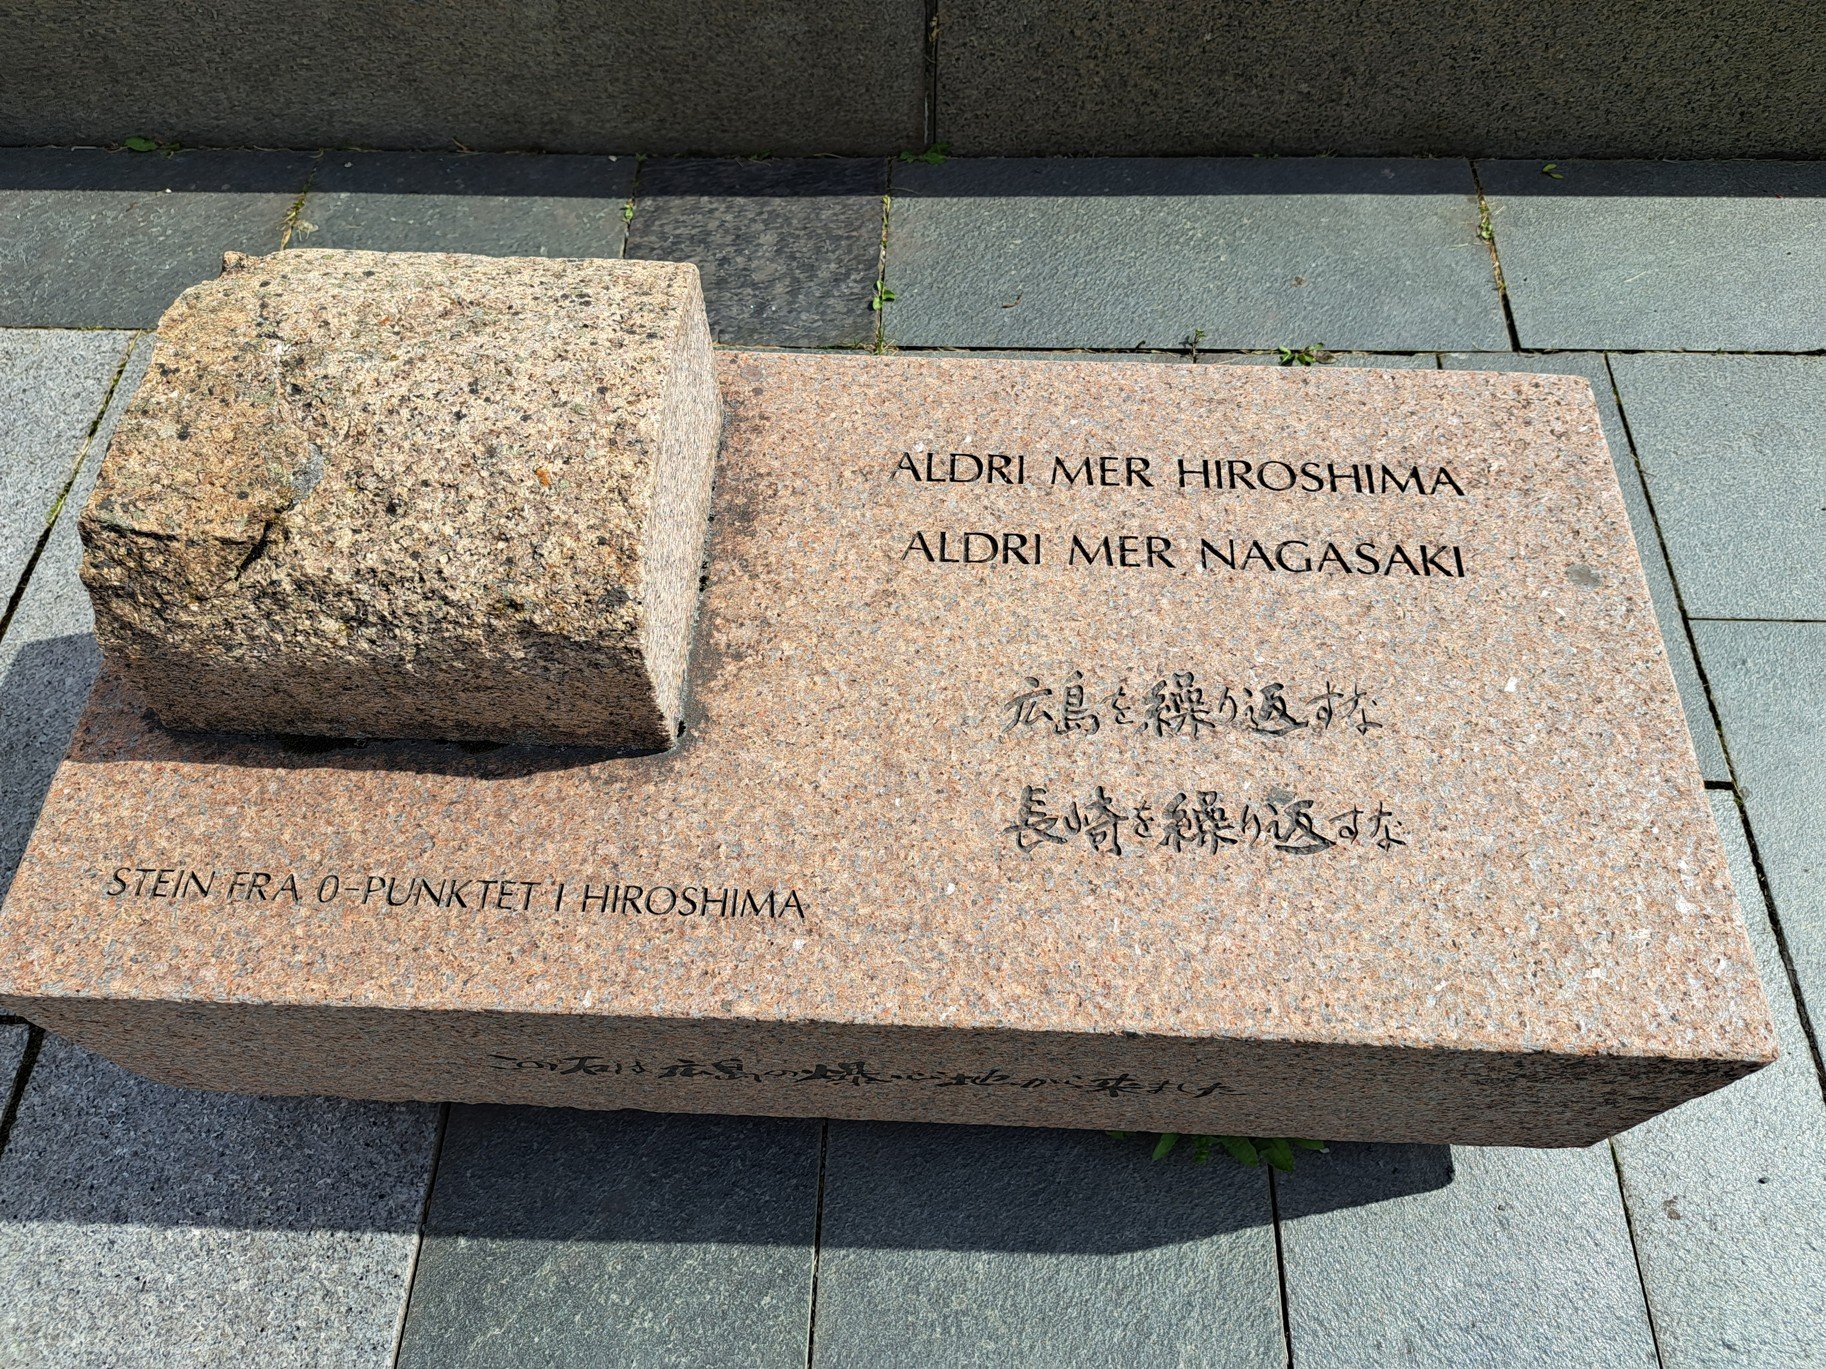 ALDRI MER HIROSHIMA
ALDRI MER NAGASAKI
広島を繰り返すな
長崎を繰り返すな
STEIN FRA 0-PUNKTET I HIROSHIMA
この石は広島の爆心地から来れた